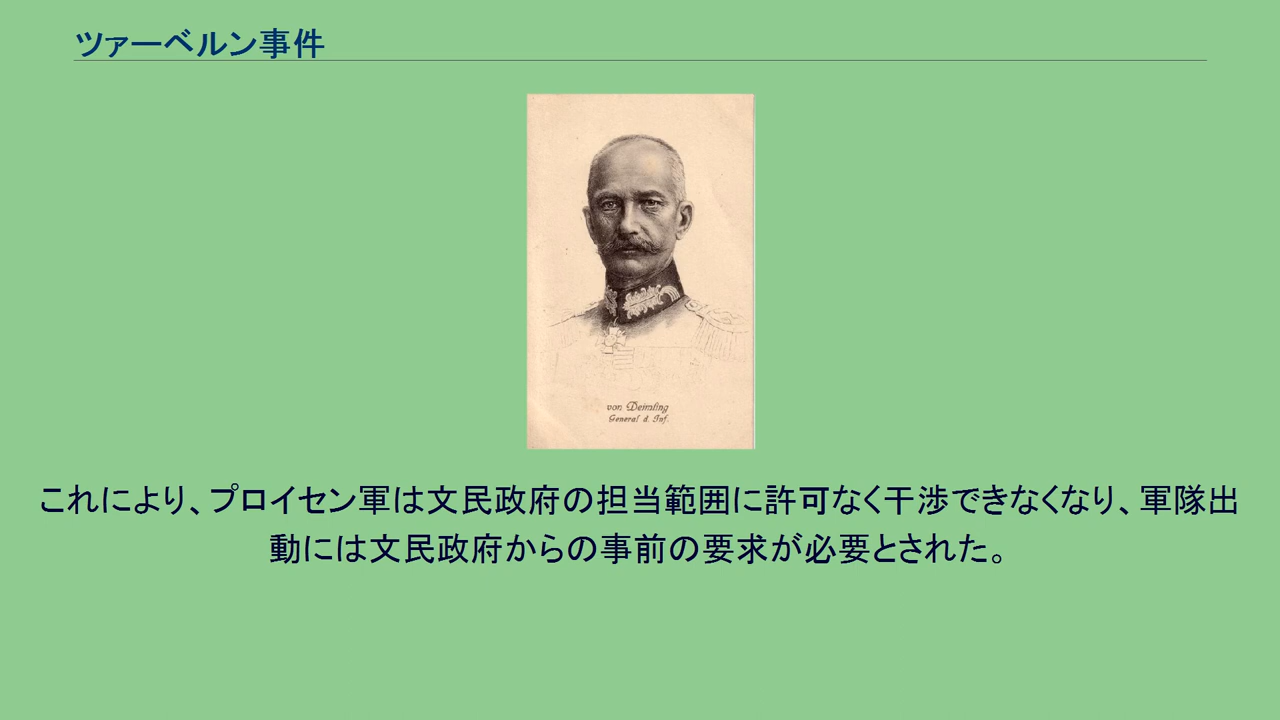 ツァーベルン事件
von Deimling
General d. Inf.
これにより、プロイセン軍は文民政府の担当範囲に許可なく干渉できなくなり、軍隊出
動には文民政府からの事前の要求が必要とされた。